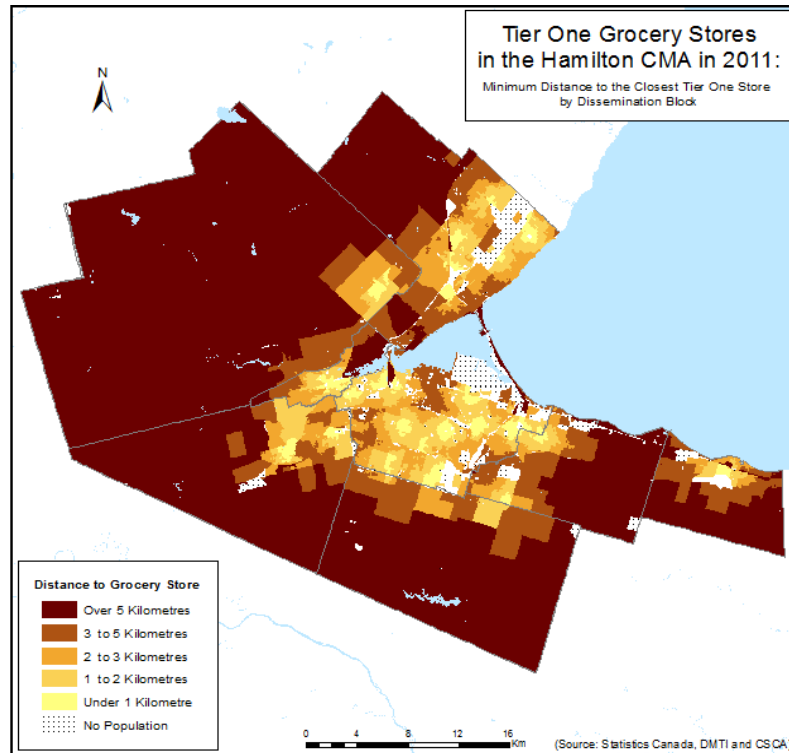 Tier One Grocery Stores
in the Hamilton CMA in 2011:
Minimum Distance to the Closest Tier One Store
by Dissemination Block
N
Distance to Grocery Store
Over 5 Kilometres
3 to 5 Kilometres
2 to 3 Kilometres
1 to 2 Kilometres
Under 1 Kilometre
No Population
0 2 4 8 12 16
Km
(Source: Statistics Canada, DMTI and CSCA)